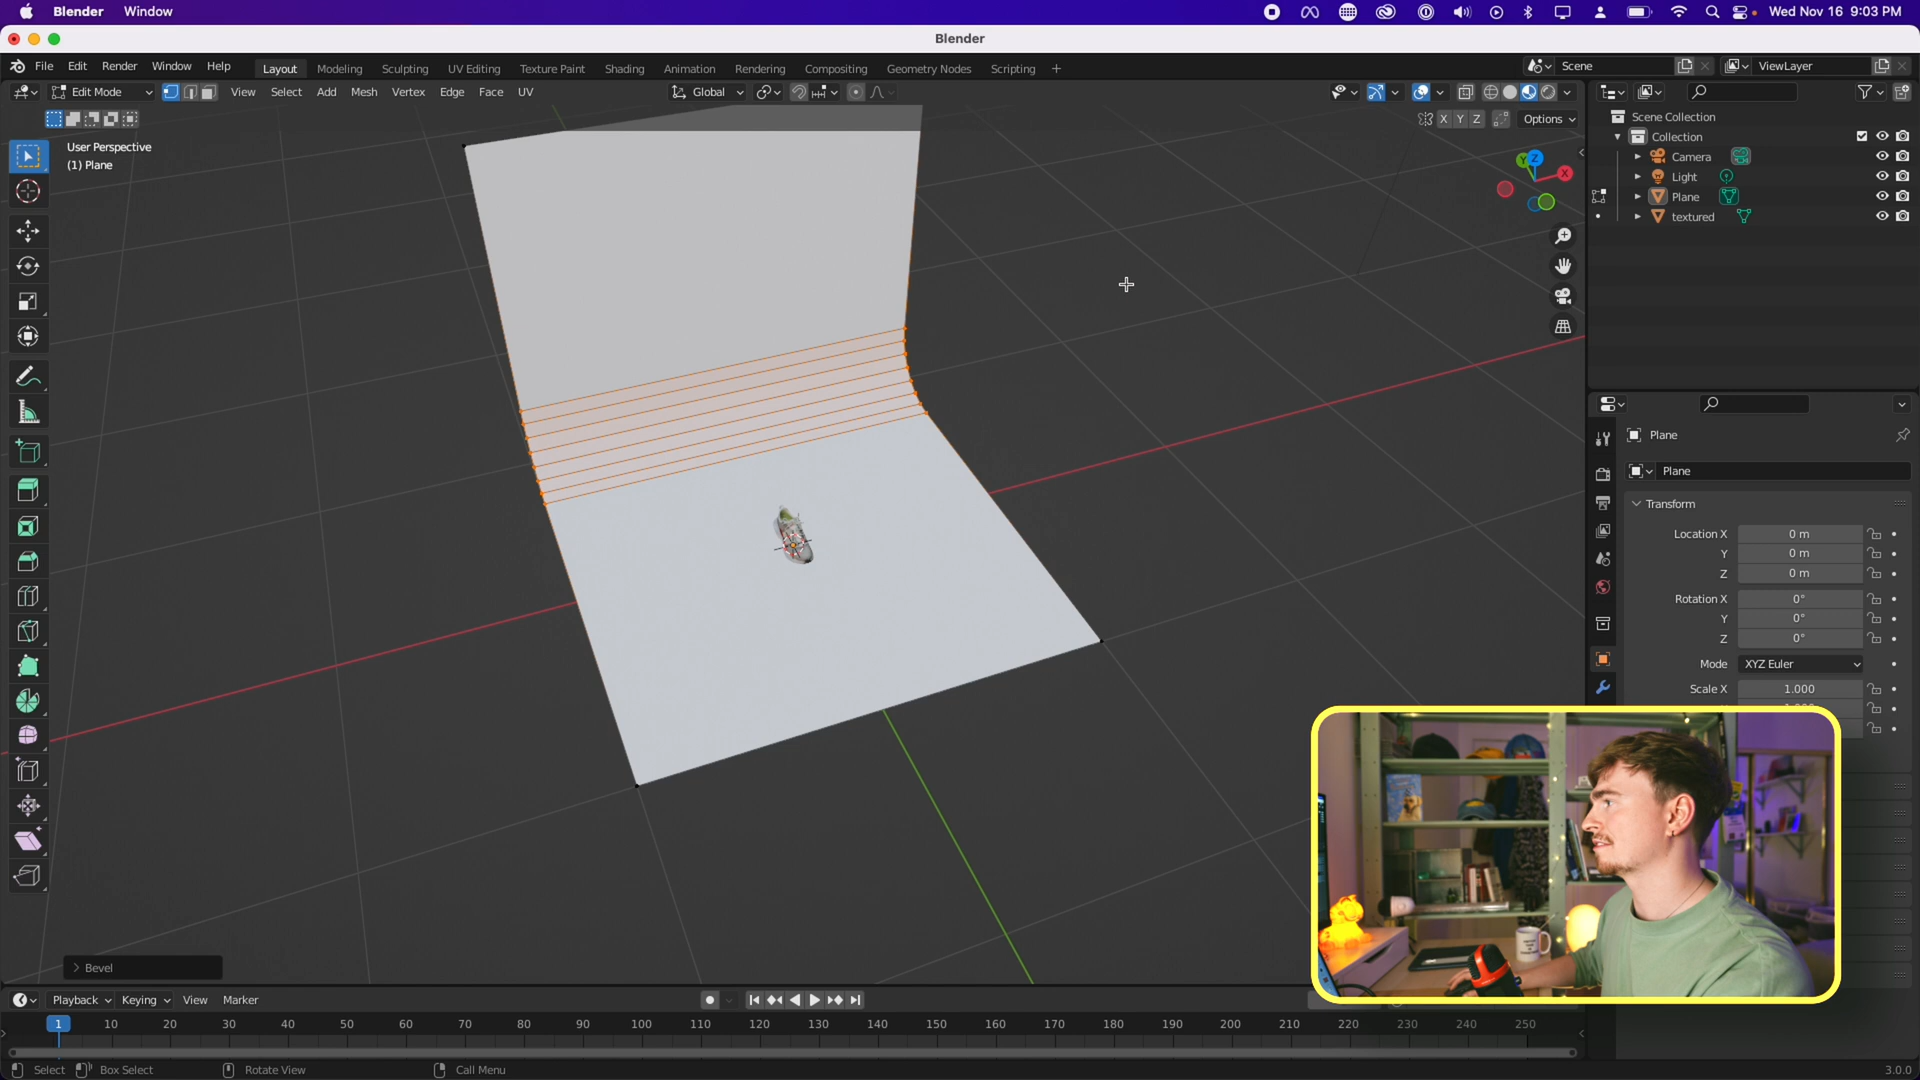 Blender Window Wed Nov 16 9:03 PM
Blender
File Edit Render Window Help Layout Modeling Sculpting UV Editing Texture Paint Shading Animation Rendering Compositing Geometry Nodes Scripting + Scene ViewLayer
Edit Mode View Select Add Mesh Vertex Edge Face UV Global
X Y Z Options
User Perspective
(1) Plane
Y Z X
Scene Collection
Collection
Camera
Light
Plane
textured
Plane
Plane
Transform
Location X 0 m
Y 0 m
Z 0 m
Rotation X 0°
Y 0°
Z 0°
Mode XYZ Euler
Scale X 1.000
Bevel
Playback Keying View Marker
1 10 20 30 40 50 60 70 80 90 100 110 120 130 140 150 160 170 180 190 200 210 220 230 240 250
Select Box Select Rotate View Call Menu 3.0.0